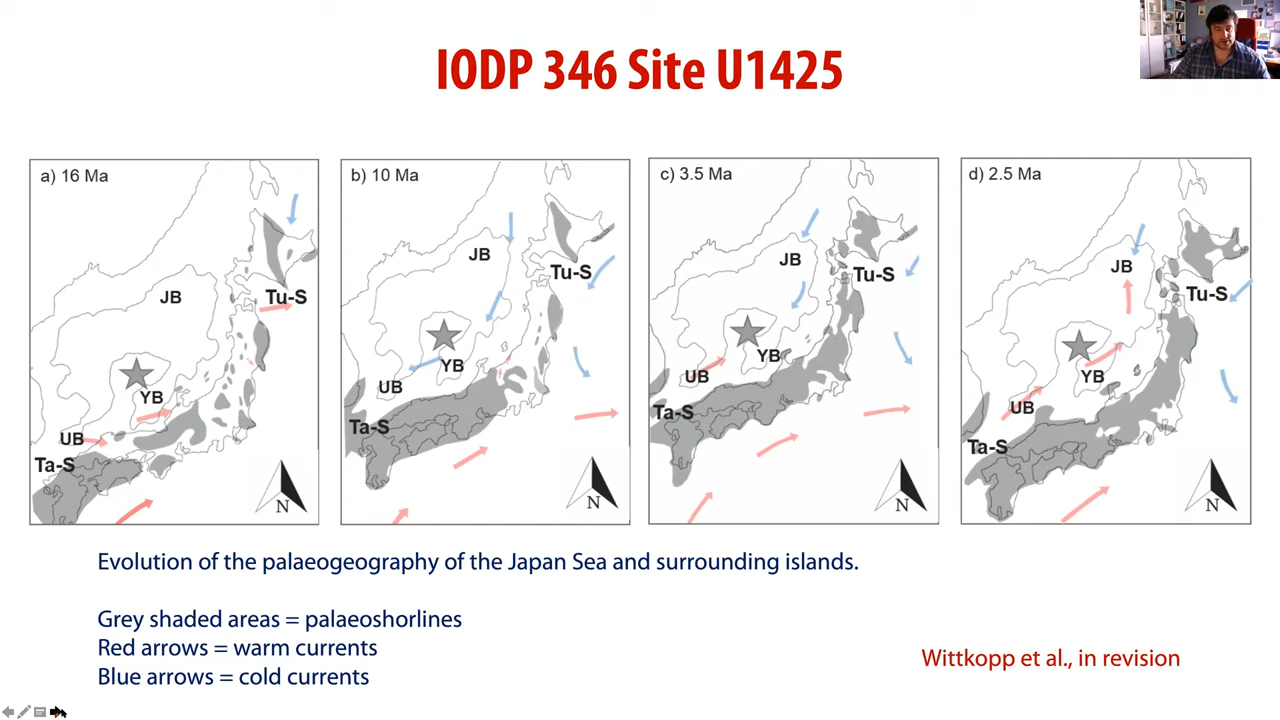 IODP 346 Site U1425
a) 16 Ma
JB
Tu-S
YB
UB
Ta-S
N
b) 10 Ma
JB
Tu-S
YB
UB
Ta-S
N
c) 3.5 Ma
JB
Tu-S
YB
UB
Ta-S
N
d) 2.5 Ma
JB
Tu-S
YB
UB
Ta-S
N
Evolution of the palaeogeography of the Japan Sea and surrounding islands.
Grey shaded areas = palaeoshorlines
Red arrows = warm currents
Blue arrows = cold currents
Wittkopp et al., in revision